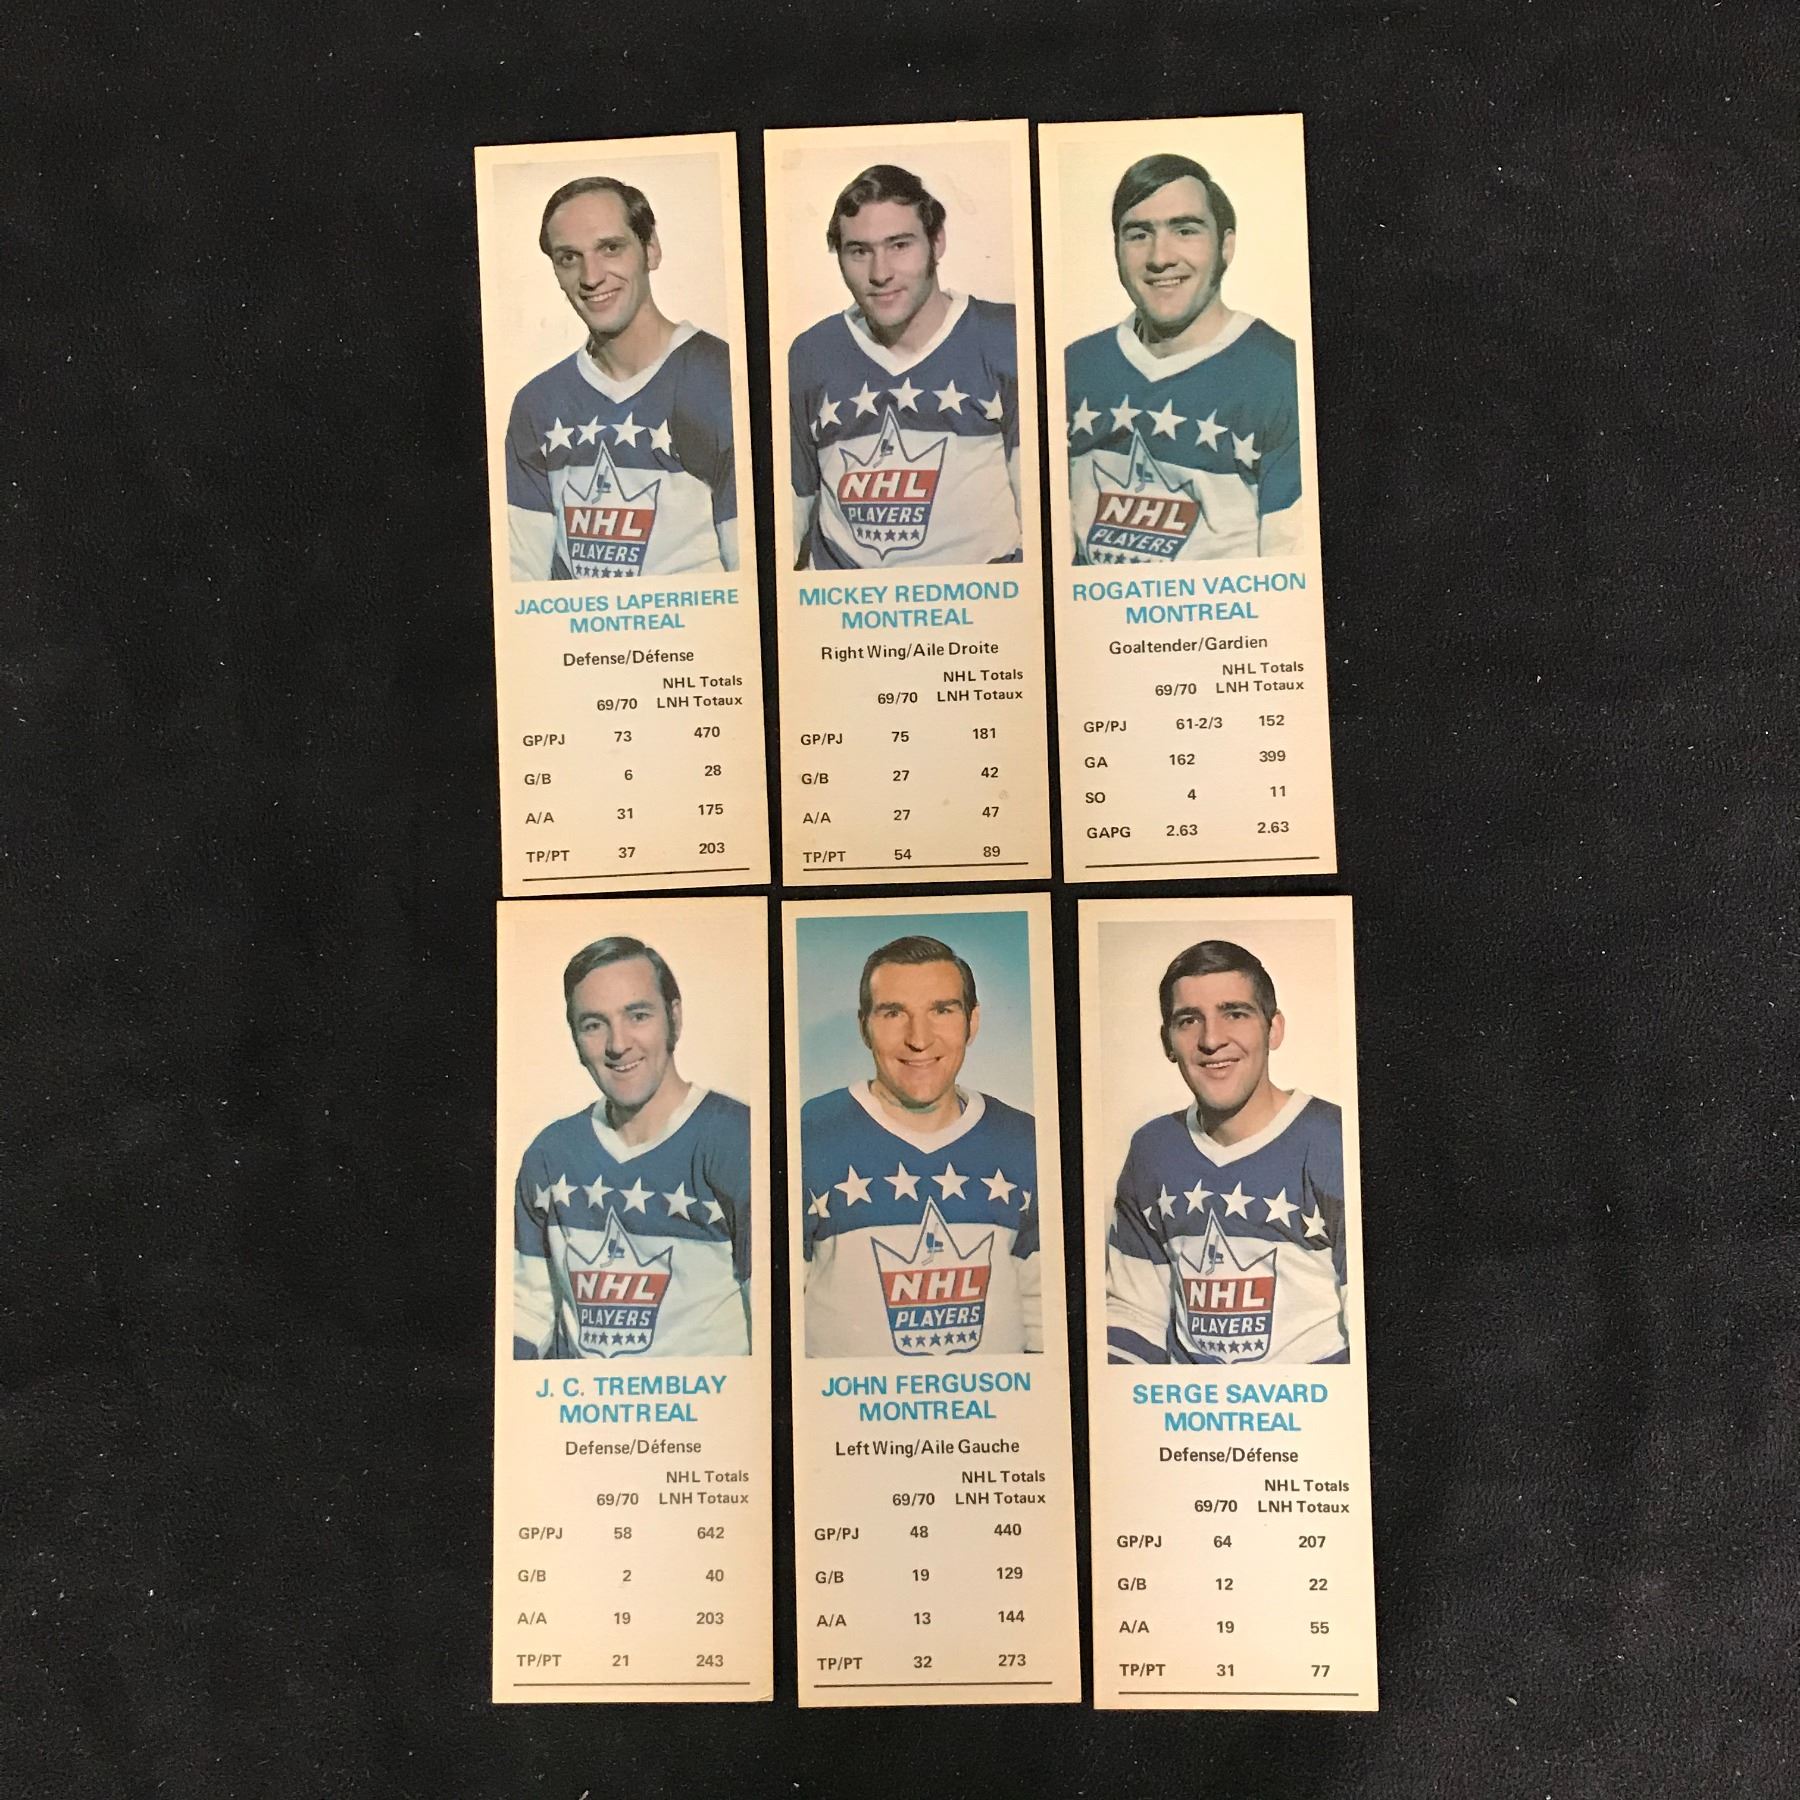 NHL
PLAYERS
JACQUES LAPERRIERE
MONTREAL
Defense/Défense
NHL Totals
69/70 LNH Totaux
GP/PJ 73 470
G/B 6 28
A/A 31 175
TP/PT 37 203
NHL
PLAYERS
MICKEY REDMOND
MONTREAL
Right Wing/Aile Droite
NHL Totals
69/70 LNH Totaux
GP/PJ 75 181
G/B 27 42
A/A 27 47
TP/PT 54 89
NHL
PLAYERS
ROGATIEN VACHON
MONTREAL
Goaltender/Gardien
NHL Totals
69/70 LNH Totaux
GP/PJ 61-2/3 152
GA 162 399
SO 4 11
GAPG 2.63 2.63
NHL
PLAYERS
J. C. TREMBLAY
MONTREAL
Defense/Défense
NHL Totals
69/70 LNH Totaux
GP/PJ 58 642
G/B 2 40
A/A 19 203
TP/PT 21 243
NHL
PLAYERS
JOHN FERGUSON
MONTREAL
Left Wing/Aile Gauche
NHL Totals
69/70 LNH Totaux
GP/PJ 48 440
G/B 19 129
A/A 13 144
TP/PT 32 273
NHL
PLAYERS
SERGE SAVARD
MONTREAL
Defense/Défense
NHL Totals
69/70 LNH Totaux
GP/PJ 64 207
G/B 12 22
A/A 19 55
TP/PT 31 77